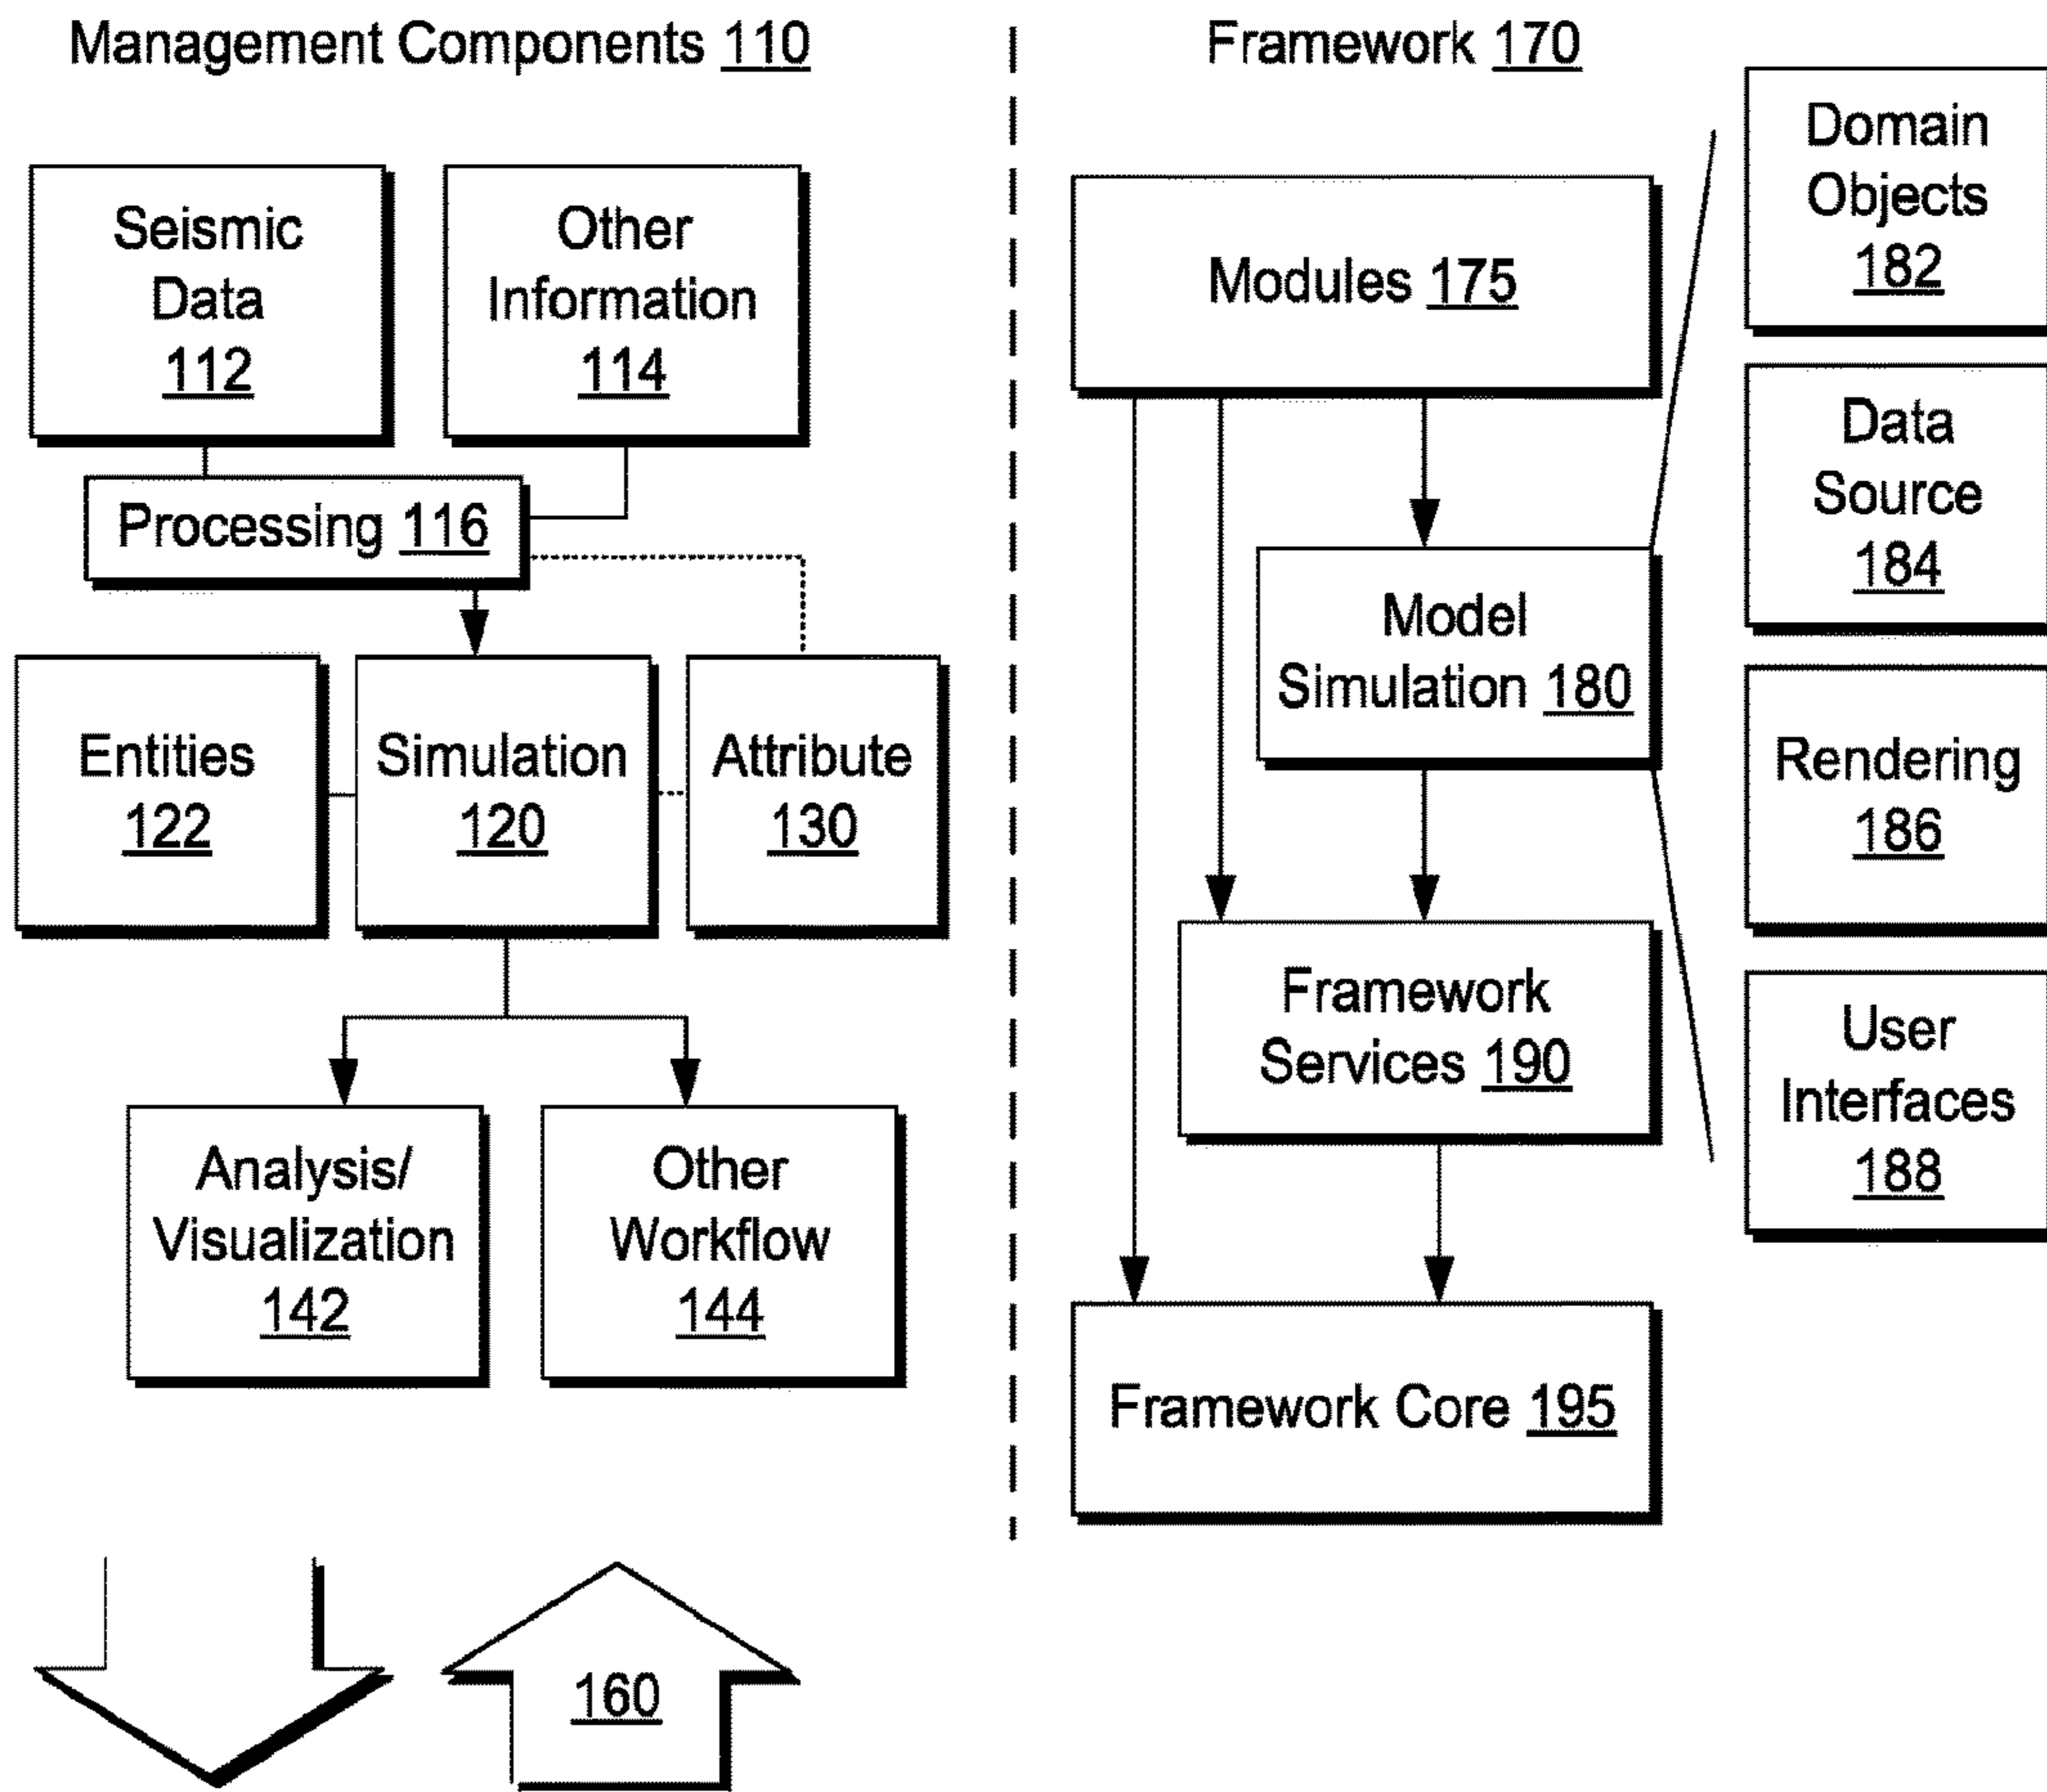 Management Components 110
Seismic
Data
112
Other
Information
114
Processing 116
Entities
122
Simulation
120
Attribute
130
Analysis/
Visualization
142
Other
Workflow
144
160
Framework 170
Modules 175
Model
Simulation 180
Framework
Services 190
Framework Core 195
Domain
Objects
182
Data
Source
184
Rendering
186
User
Interfaces
188